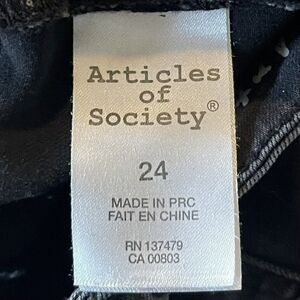 Articles
of
Society®
24
MADE IN PRC
FAIT EN CHINE
RN 137479
CA 00803